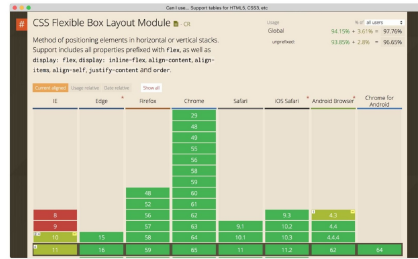 Can I use... Support tables for HTML5, CSS3, etc
# CSS Flexible Box Layout Module - CR
Usage % of all users
Global 94.15% + 3.61% = 97.76%
unprefixed: 93.85% + 2.8% = 96.65%
Method of positioning elements in horizontal or vertical stacks.
Support includes all properties prefixed with flex, as well as
display: flex, display: inline-flex, align-content, align-
items, align-self, justify-content and order.
Current aligned Usage relative Date relative Show all
IE Edge Firefox Chrome Safari iOS Safari Android Browser Chrome for Android
29
48
49
55
56
58
59
48 60
52 61
8 56 62 9.3 4.3
9 57 63 9.1 10.2 4.4
10 15 58 64 10.1 10.3 4.4.4
11 16 59 65 11 11.2 62 64